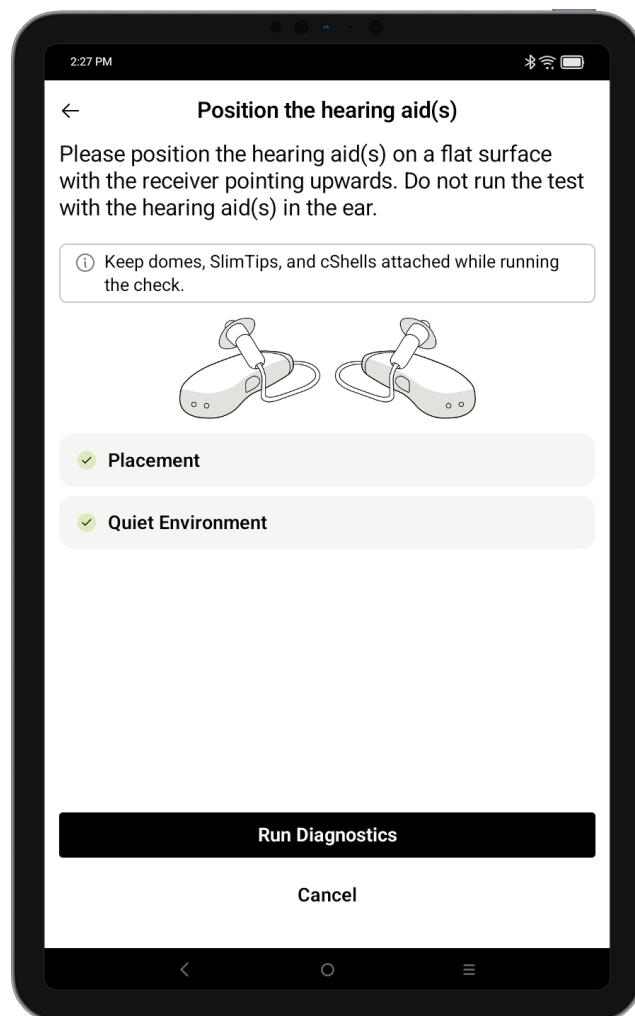 2:27 PM
Position the hearing aid(s)
Please position the hearing aid(s) on a flat surface
with the receiver pointing upwards. Do not run the test
with the hearing aid(s) in the ear.
Keep domes, SlimTips, and cShells attached while running
the check.
Placement
Quiet Environment
Run Diagnostics
Cancel